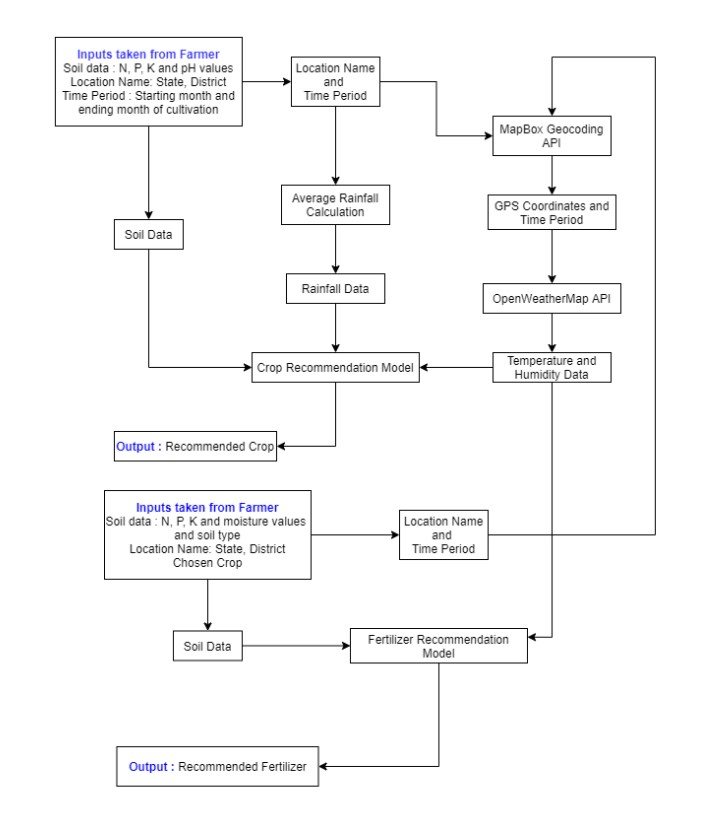 Inputs taken from Farmer
Soil data : N, P, K and pH values
Location Name: State, District
Time Period : Starting month and
ending month of cultivation
Location Name
and
Time Period
MapBox Geocoding
API
Average Rainfall
Calculation
GPS Coordinates and
Time Period
Soil Data
Rainfall Data
OpenWeatherMap API
Crop Recommendation Model
Temperature and
Humidity Data
Output : Recommended Crop
Inputs taken from Farmer
Soil data : N, P, K and moisture values
and soil type
Location Name: State, District
Chosen Crop
Location Name
and
Time Period
Soil Data
Fertilizer Recommendation
Model
Output : Recommended Fertilizer